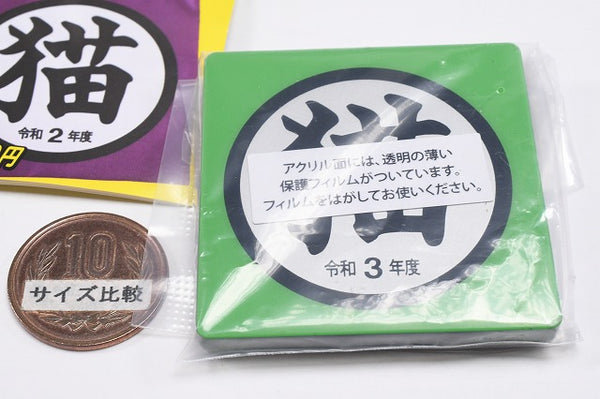 猫
令和2年度
円
10
サイズ比較
猫
アクリル面には、透明の薄い
保護フィルムがついています。
フィルムをはがしてお使いください。
令和3年度